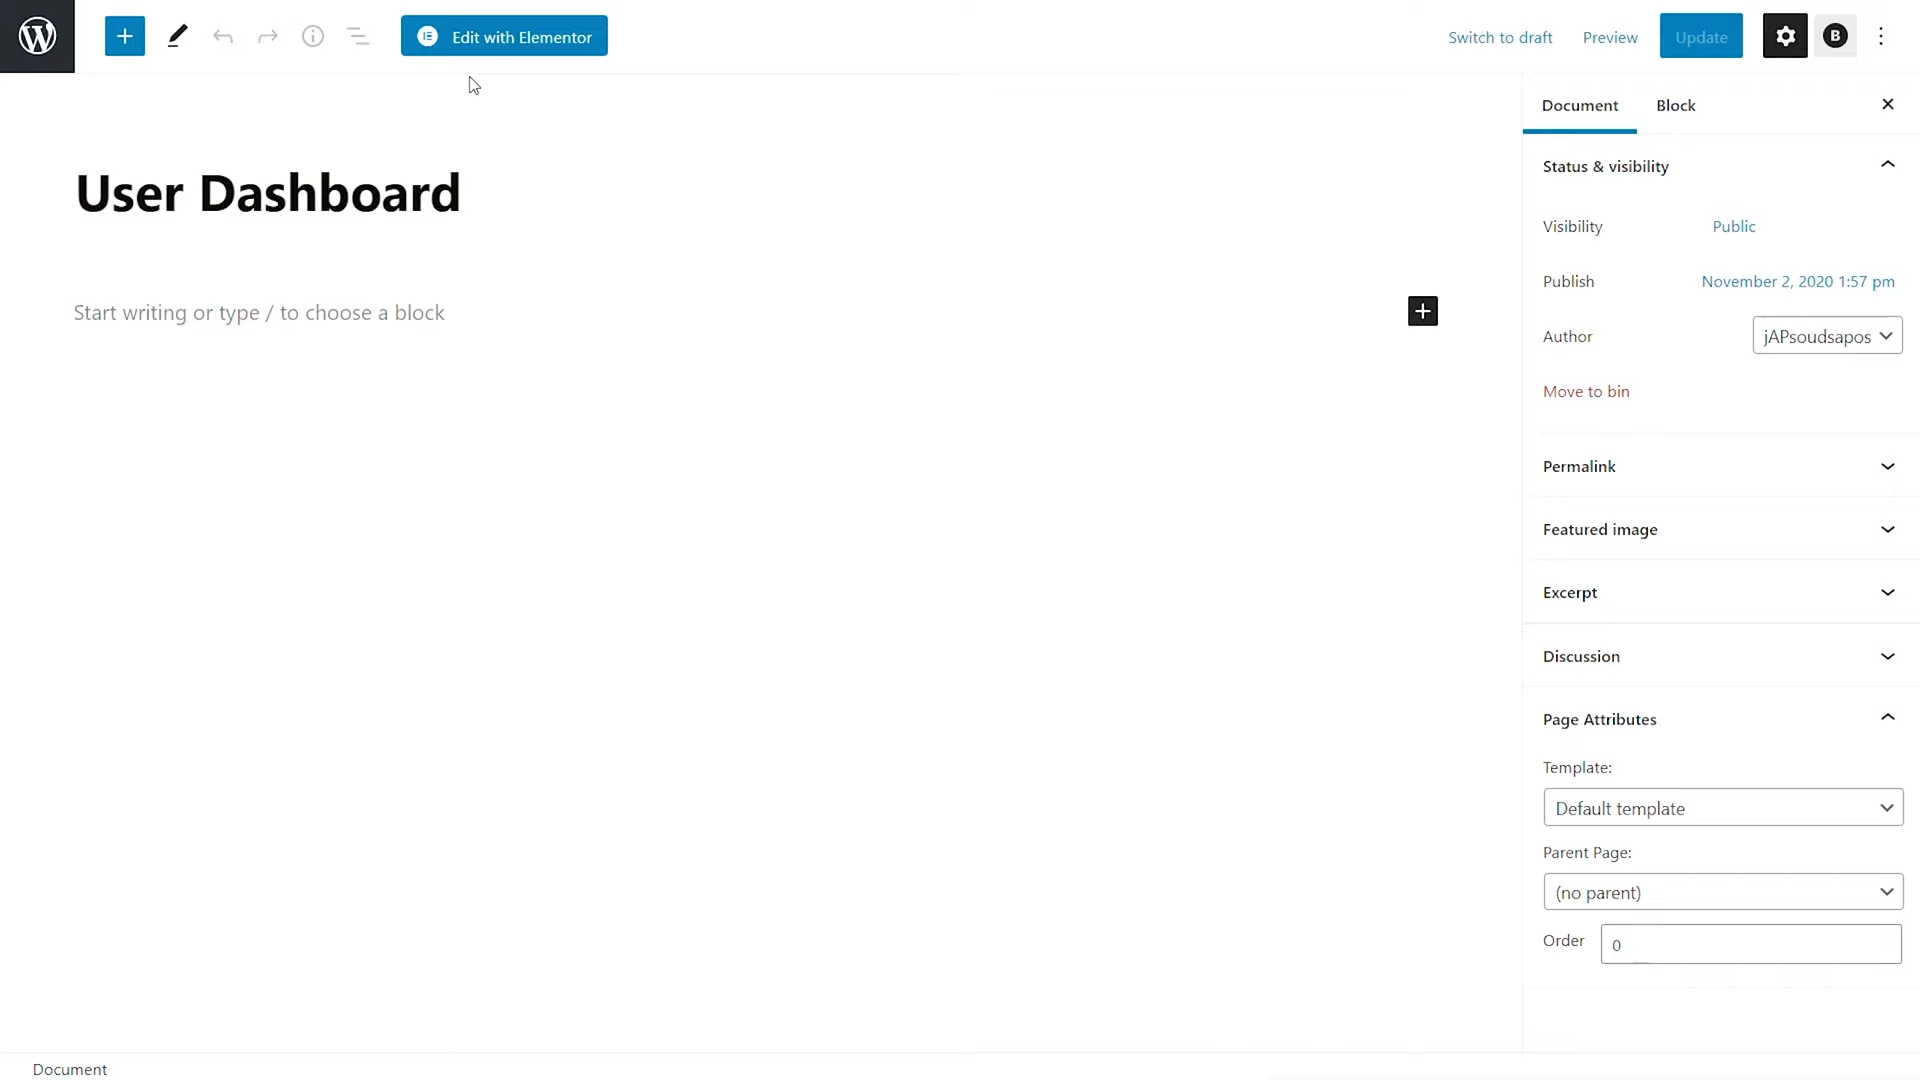 Edit with Elementor
Switch to draft
Preview
Update
B
Document
Block
Status & visibility
User Dashboard
Visibility
Public
Publish
November 2, 2020 1:57 pm
Start writing or type / to choose a block
Author
jAPsoudsapos
Move to bin
Permalink
Featured image
Excerpt
Discussion
Page Attributes
Template:
Default template
Parent Page:
(no parent)
Order
0
Document